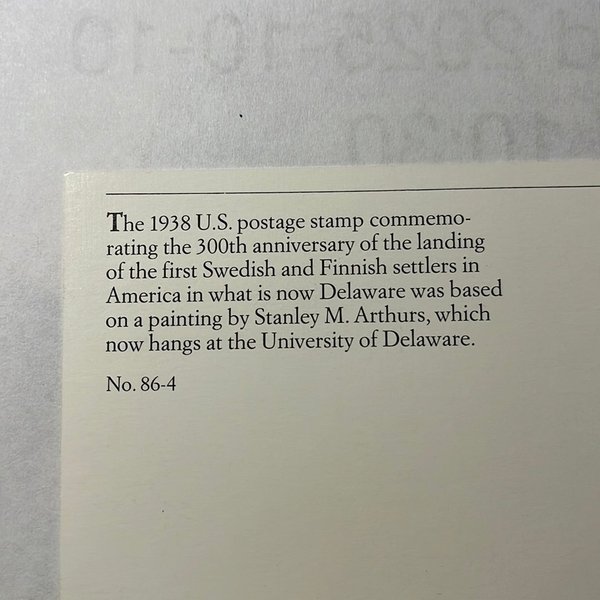 The 1938 U.S. postage stamp commemo-
rating the 300th anniversary of the landing
of the first Swedish and Finnish settlers in
America in what is now Delaware was based
on a painting by Stanley M. Arthurs, which
now hangs at the University of Delaware.
No. 86-4